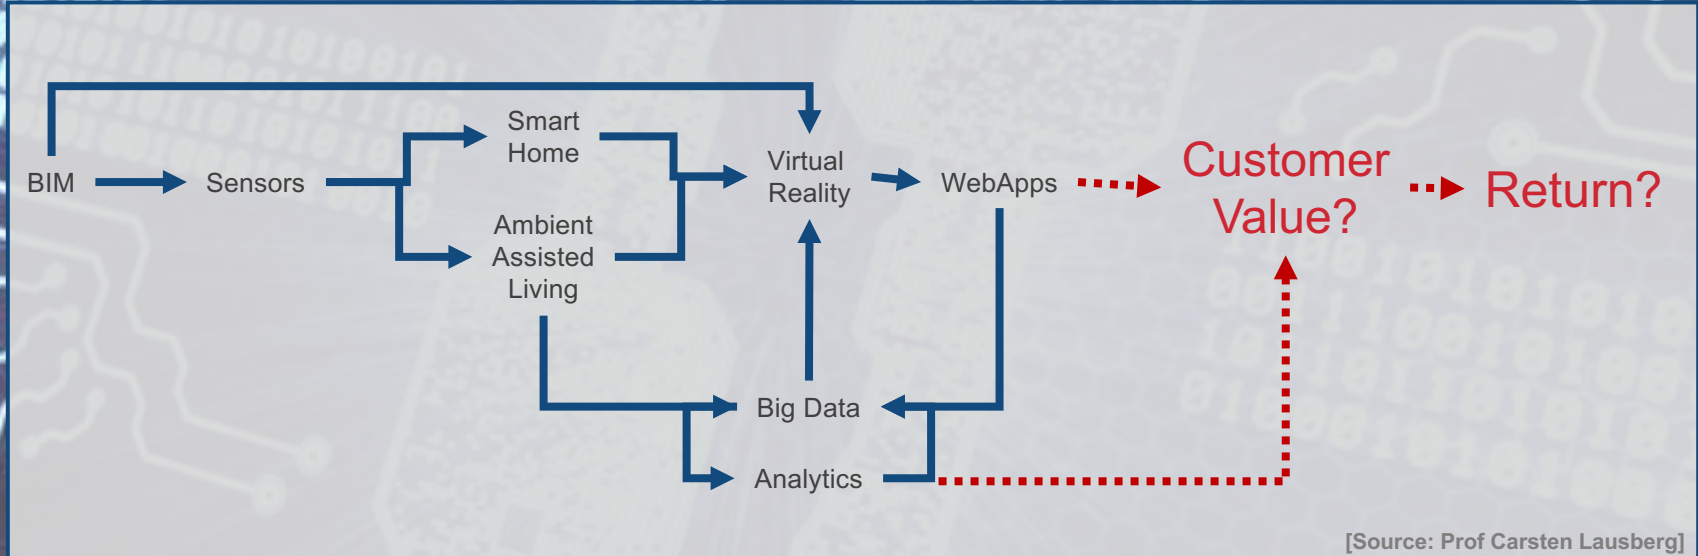 BIM
Sensors
Smart
Home
Ambient
Assisted
Living
Virtual
Reality
WebApps
Customer
Value?
Return?
Big Data
Analytics
[Source: Prof Carsten Lausberg]